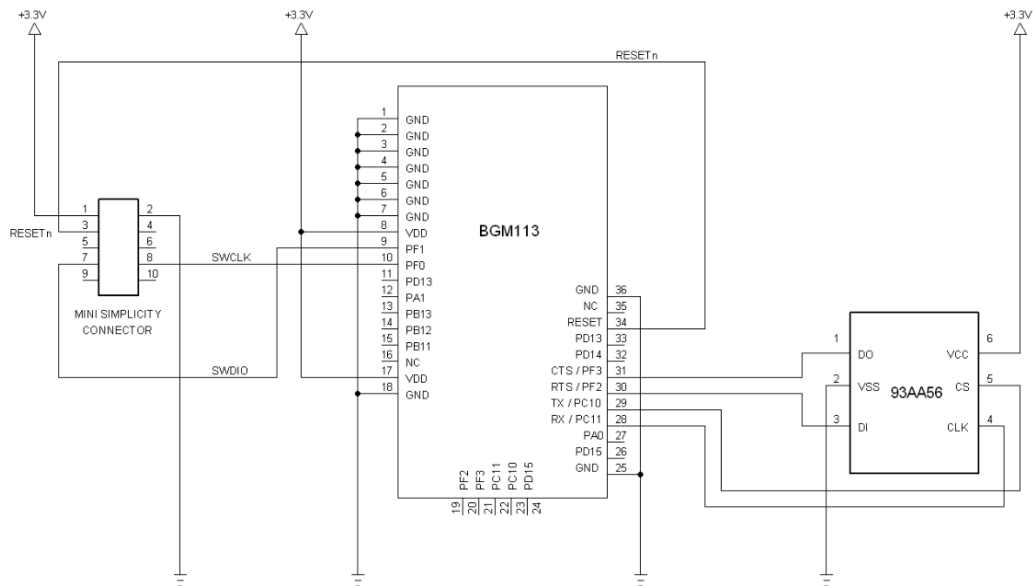 +3.3V
+3.3V
+3.3V
RESETn
1 GND
2 GND
3 GND
4 GND
5 GND
6 GND
7 GND
8 VDD
9 PF1
10 PF0
11 PD13
12 PA1
13 PB13
14 PB12
15 PB11
16 NC
17 VDD
18 GND
BGM113
GND 36
NC 35
RESET 34
PD13 33
PD14 32
CTS / PF3 31
RTS / PF2 30
TX / PC10 29
RX / PC11 28
PA0 27
PD15 26
GND 25
PF2 PF3 PC11 PC10 PD15
19 20 21 22 23 24
1 2
RESETn 3 4
5 6
7 8
9 10
MINI SIMPLICITY
CONNECTOR
SWCLK
SWDIO
1 DO VCC 6
2 VSS CS 5
93AA56
3 DI CLK 4